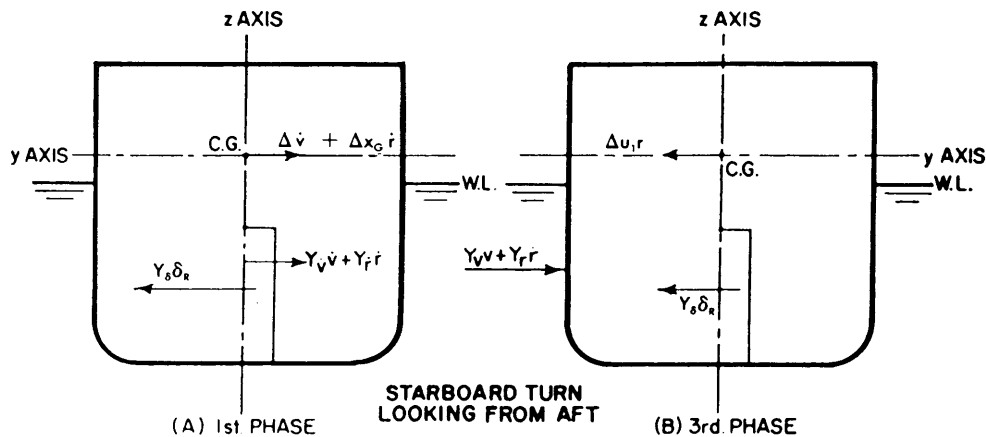 z AXIS
z AXIS
C.G.
Δv̇ + Δx_G ṙ
y AXIS
W.L.
Y_v̇ v̇ + Y_ṙ ṙ
Y_δ δ_R
Δu₁r
C.G.
y AXIS
W.L.
Y_v v + Y_r r
Y_δ δ_R
STARBOARD TURN
LOOKING FROM AFT
(A) 1st. PHASE
(B) 3rd. PHASE